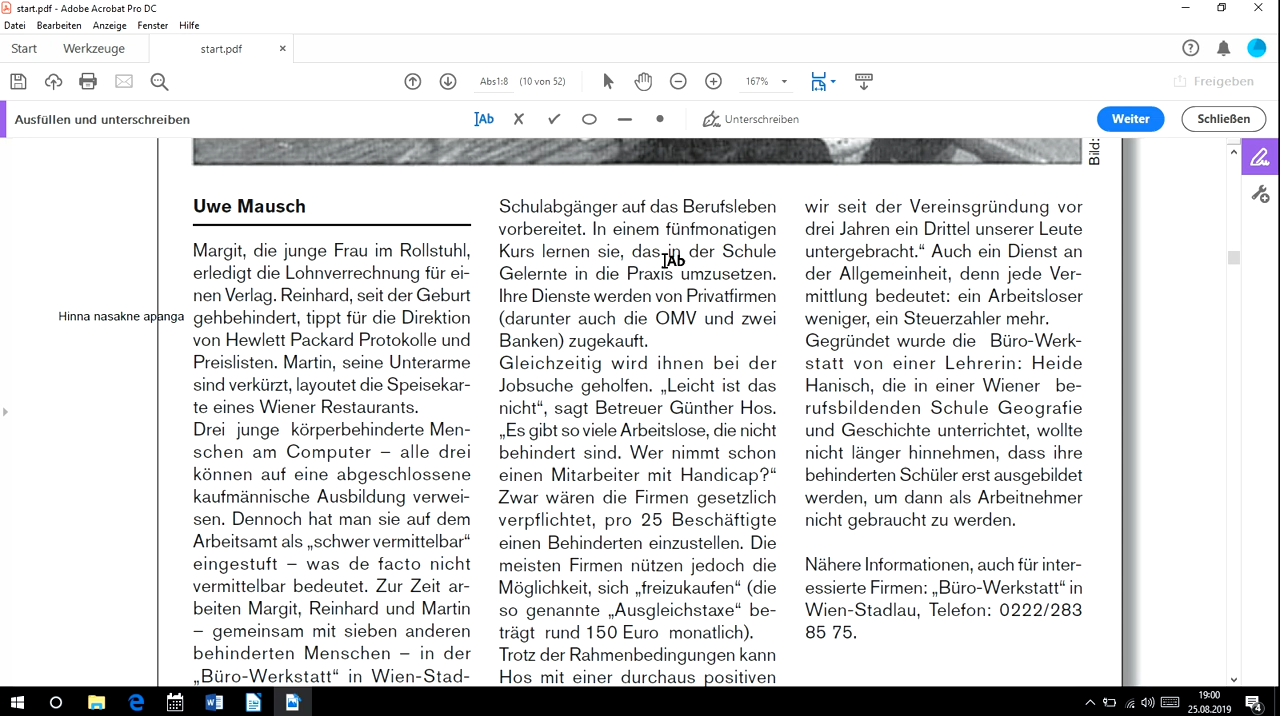 start.pdf - Adobe Acrobat Pro DC
Datei Bearbeiten Anzeige Fenster Hilfe
Start Werkzeuge start.pdf
Abs1:8 (10 von 52) 167% Freigeben
Ausfüllen und unterschreiben Ab Unterschreiben Weiter Schließen
Bild:
Hinna nasakne apanga
Uwe Mausch
Margit, die junge Frau im Rollstuhl,
erledigt die Lohnverrechnung für ei-
nen Verlag. Reinhard, seit der Geburt
gehbehindert, tippt für die Direktion
von Hewlett Packard Protokolle und
Preislisten. Martin, seine Unterarme
sind verkürzt, layoutet die Speisekar-
te eines Wiener Restaurants.
Drei junge körperbehinderte Men-
schen am Computer – alle drei
können auf eine abgeschlossene
kaufmännische Ausbildung verwei-
sen. Dennoch hat man sie auf dem
Arbeitsamt als „schwer vermittelbar“
eingestuft – was de facto nicht
vermittelbar bedeutet. Zur Zeit ar-
beiten Margit, Reinhard und Martin
– gemeinsam mit sieben anderen
behinderten Menschen – in der
„Büro-Werkstatt“ in Wien-Stad-
Schulabgänger auf das Berufsleben
vorbereitet. In einem fünfmonatigen
Kurs lernen sie, das in der Schule
Gelernte in die Praxis umzusetzen.
Ihre Dienste werden von Privatfirmen
(darunter auch die OMV und zwei
Banken) zugekauft.
Gleichzeitig wird ihnen bei der
Jobsuche geholfen. „Leicht ist das
nicht“, sagt Betreuer Günther Hos.
„Es gibt so viele Arbeitslose, die nicht
behindert sind. Wer nimmt schon
einen Mitarbeiter mit Handicap?“
Zwar wären die Firmen gesetzlich
verpflichtet, pro 25 Beschäftigte
einen Behinderten einzustellen. Die
meisten Firmen nützen jedoch die
Möglichkeit, sich „freizukaufen“ (die
so genannte „Ausgleichstaxe“ be-
trägt rund 150 Euro monatlich).
Trotz der Rahmenbedingungen kann
Hos mit einer durchaus positiven
wir seit der Vereinsgründung vor
drei Jahren ein Drittel unserer Leute
untergebracht.“ Auch ein Dienst an
der Allgemeinheit, denn jede Ver-
mittlung bedeutet: ein Arbeitsloser
weniger, ein Steuerzahler mehr.
Gegründet wurde die Büro-Werk-
statt von einer Lehrerin: Heide
Hanisch, die in einer Wiener be-
rufsbildenden Schule Geografie
und Geschichte unterrichtet, wollte
nicht länger hinnehmen, dass ihre
behinderten Schüler erst ausgebildet
werden, um dann als Arbeitnehmer
nicht gebraucht zu werden.
Nähere Informationen, auch für inter-
essierte Firmen: „Büro-Werkstatt“ in
Wien-Stadlau, Telefon: 0222/283
85 75.
Ab
19:00
25.08.2019
4